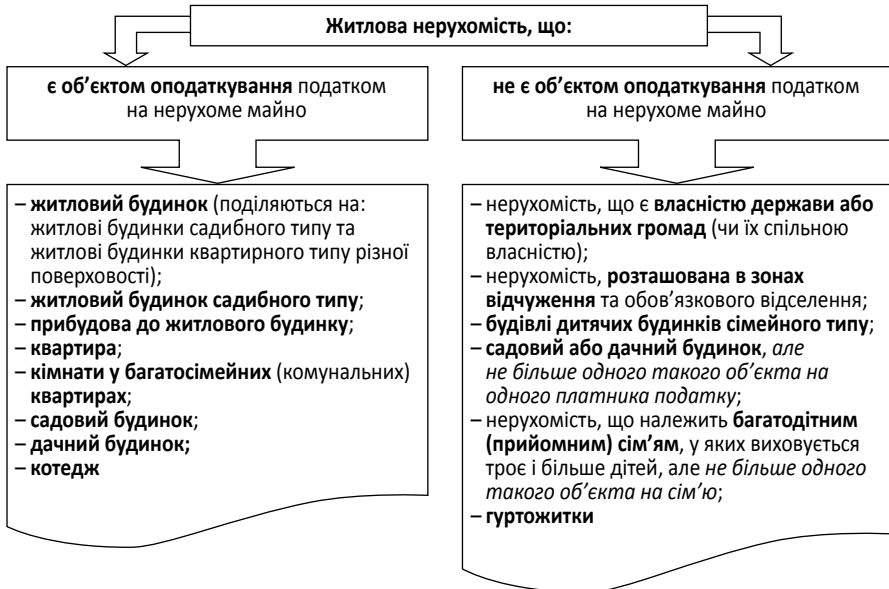 Житлова нерухомість, що:
є об’єктом оподаткування податком
на нерухоме майно
не є об’єктом оподаткування податком
на нерухоме майно
– житловий будинок (поділяються на:
житлові будинки садибного типу та
житлові будинки квартирного типу різної
поверховості);
– житловий будинок садибного типу;
– прибудова до житлового будинку;
– квартира;
– кімнати у багатосімейних (комунальних)
квартирах;
– садовий будинок;
– дачний будинок;
– котедж
– нерухомість, що є власністю держави або
територіальних громад (чи їх спільною
власністю);
– нерухомість, розташована в зонах
відчуження та обов’язкового відселення;
– будівлі дитячих будинків сімейного типу;
– садовий або дачний будинок, але
не більше одного такого об’єкта на
одного платника податку;
– нерухомість, що належить багатодітним
(прийомним) сім’ям, у яких виховується
троє і більше дітей, але не більше одного
такого об’єкта на сім’ю;
– гуртожитки